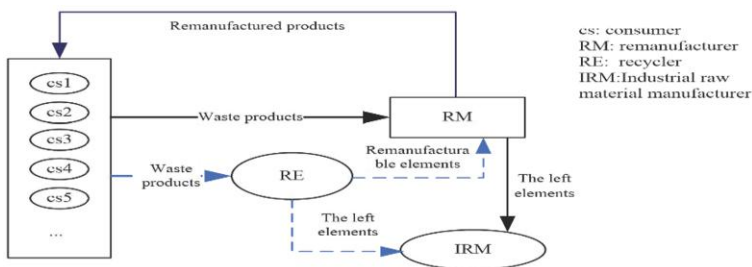 Remanufactured products
cs: consumer
RM: remanufacturer
RE: recycler
IRM:Industrial raw
material manufacturer
cs1
cs2
cs3
cs4
cs5
...
Waste products
RM
Waste
products
RE
Remanufactura
ble elements
The left
elements
The left
elements
IRM